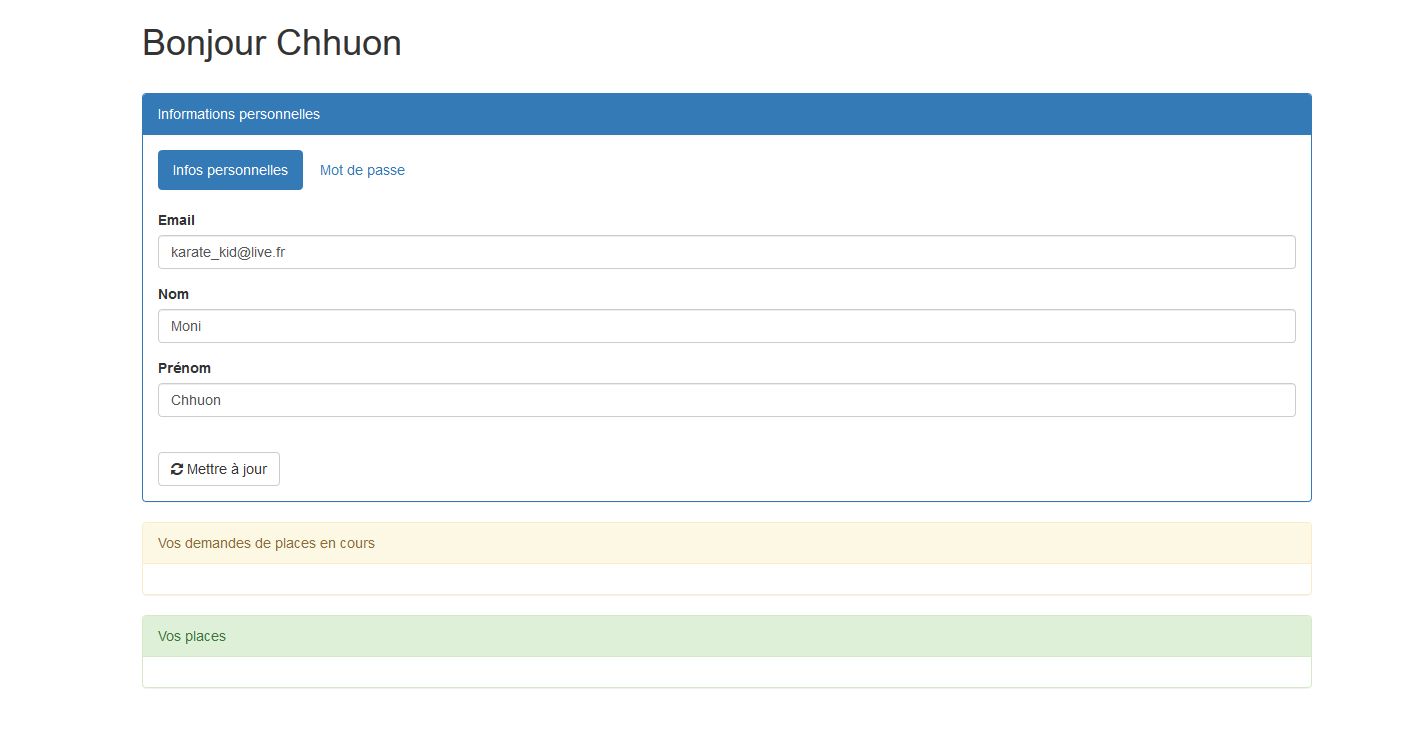 Bonjour Chhuon
Informations personnelles
Infos personnelles Mot de passe
Email
karate_kid@live.fr
Nom
Moni
Prénom
Chhuon
Mettre à jour
Vos demandes de places en cours
Vos places